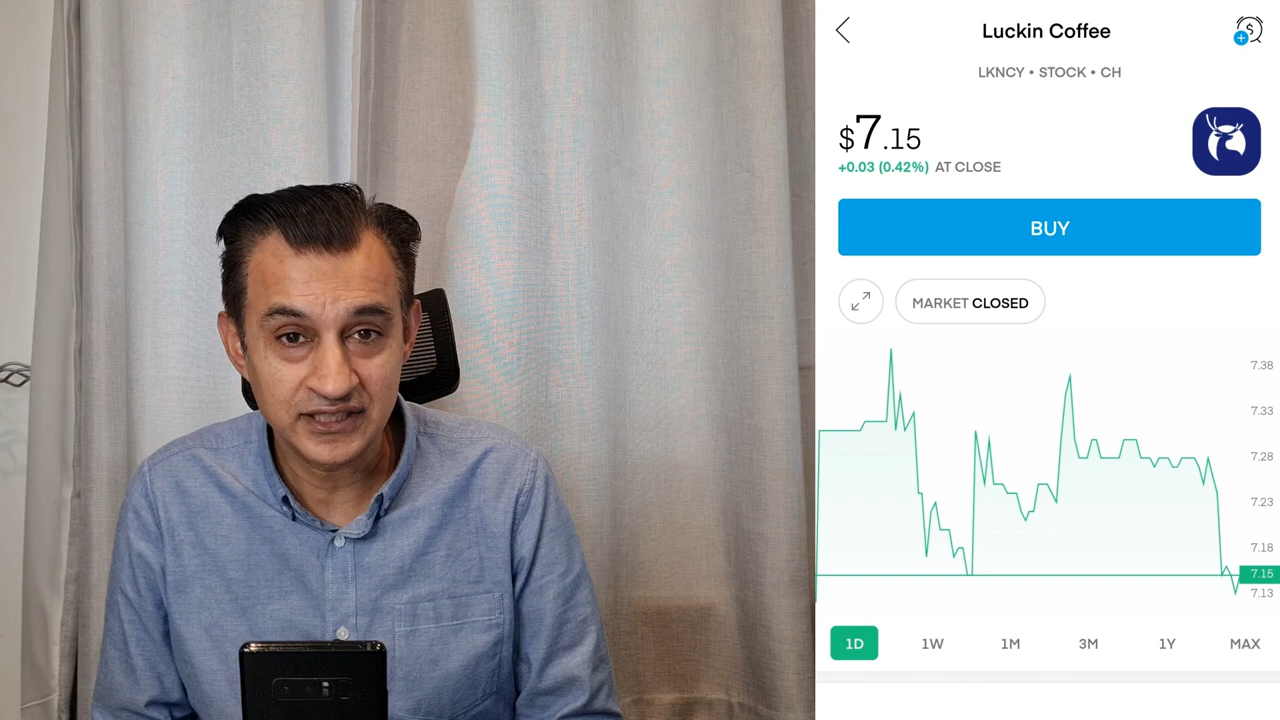 Luckin Coffee
LKNCY • STOCK • CH
$7.15
+0.03 (0.42%) AT CLOSE
BUY
MARKET CLOSED
7.38
7.33
7.28
7.23
7.18
7.15
7.13
1D 1W 1M 3M 1Y MAX